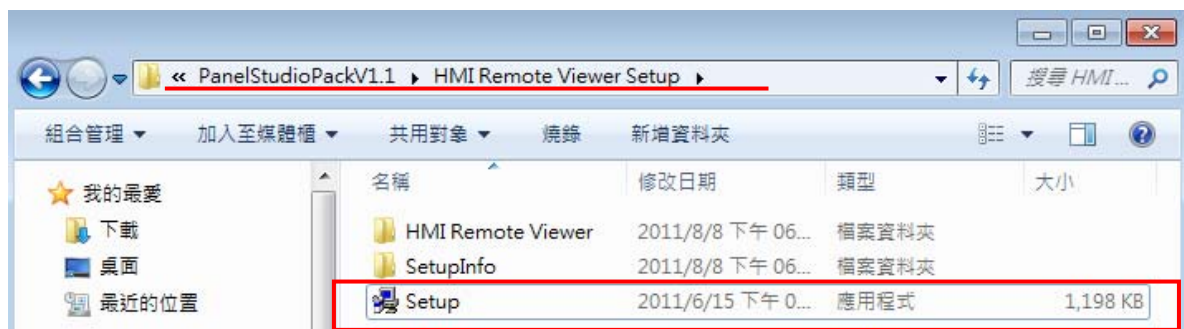 « PanelStudioPackV1.1 ▸ HMI Remote Viewer Setup ▸ 搜尋 HMI...
組合管理 ▼ 加入至媒體櫃 ▼ 共用對象 ▼ 燒錄 新增資料夾
我的最愛
下載
桌面
最近的位置
名稱 修改日期 類型 大小
HMI Remote Viewer 2011/8/8 下午 06... 檔案資料夾
SetupInfo 2011/8/8 下午 06... 檔案資料夾
Setup 2011/6/15 下午 0... 應用程式 1,198 KB